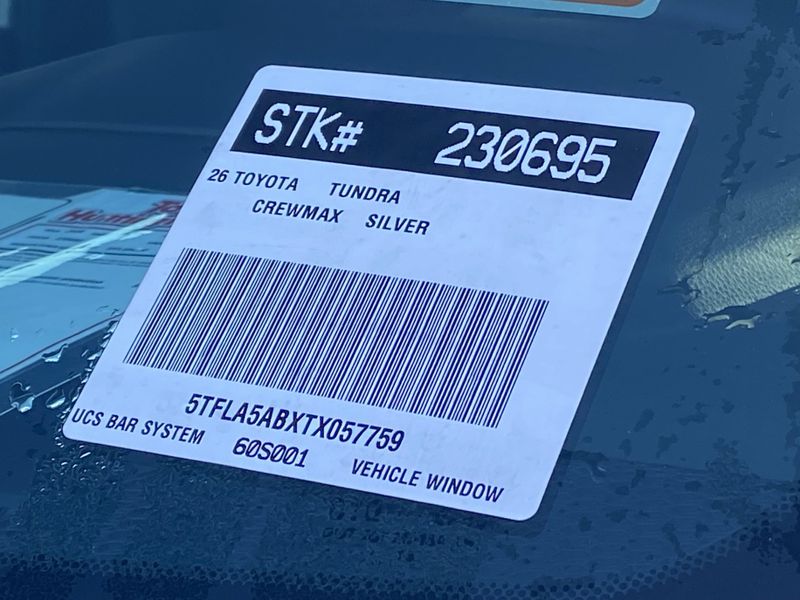 STK# 230695
26 TOYOTA TUNDRA
CREWMAX SILVER
5TFLA5ABXTX057759
UCS BAR SYSTEM 60S001 VEHICLE WINDOW